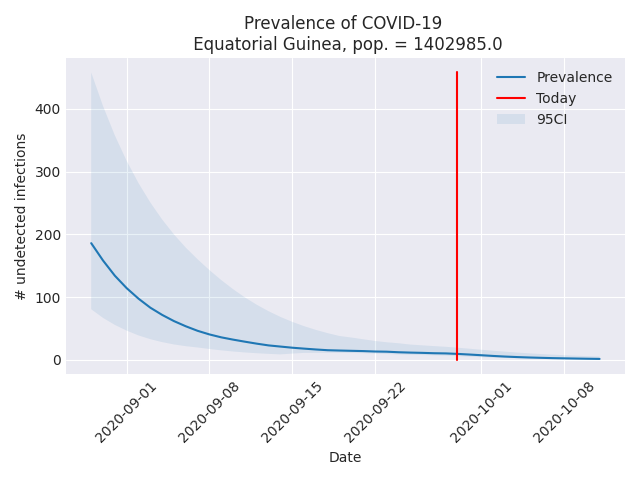 Prevalence of COVID-19
Equatorial Guinea, pop. = 1402985.0
Prevalence
Today
95CI
# undetected infections
400
300
200
100
0
2020-09-01
2020-09-08
2020-09-15
2020-09-22
2020-10-01
2020-10-08
Date